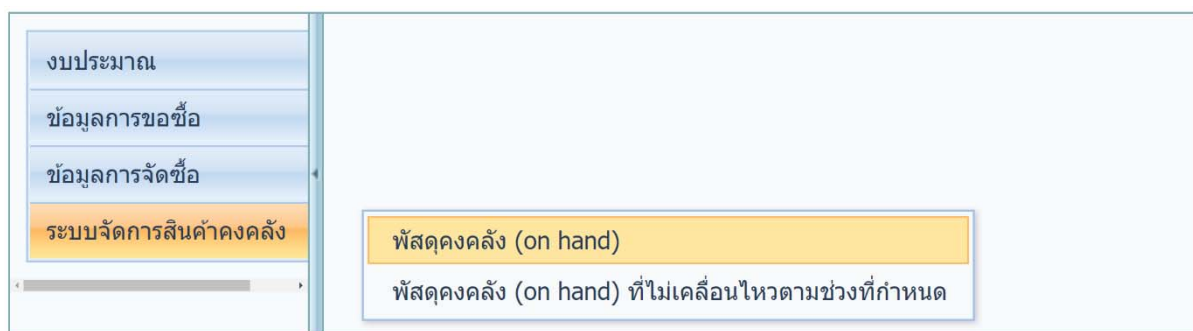 งบประมาณ
ข้อมูลการขอซื้อ
ข้อมูลการจัดซื้อ
ระบบจัดการสินค้าคงคลัง
พัสดุคงคลัง (on hand)
พัสดุคงคลัง (on hand) ที่ไม่เคลื่อนไหวตามช่วงที่กำหนด